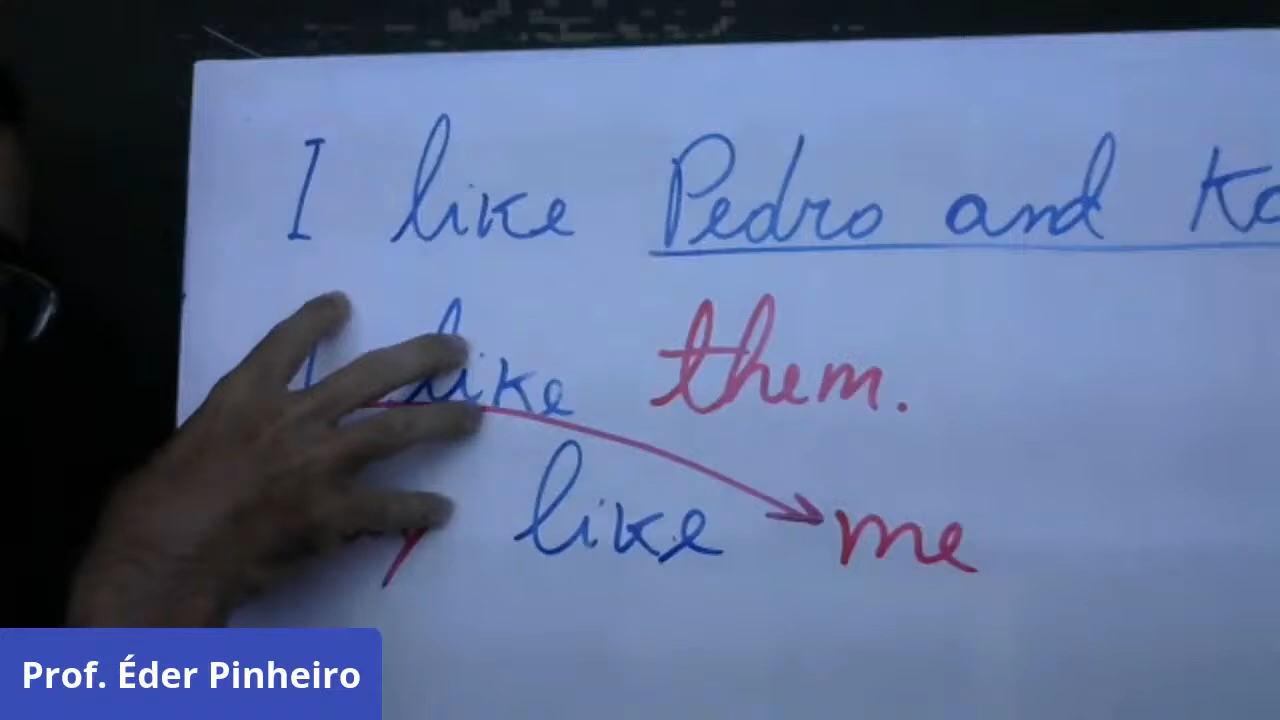 I like Pedro and
I like them.
like me
Prof. Éder Pinheiro